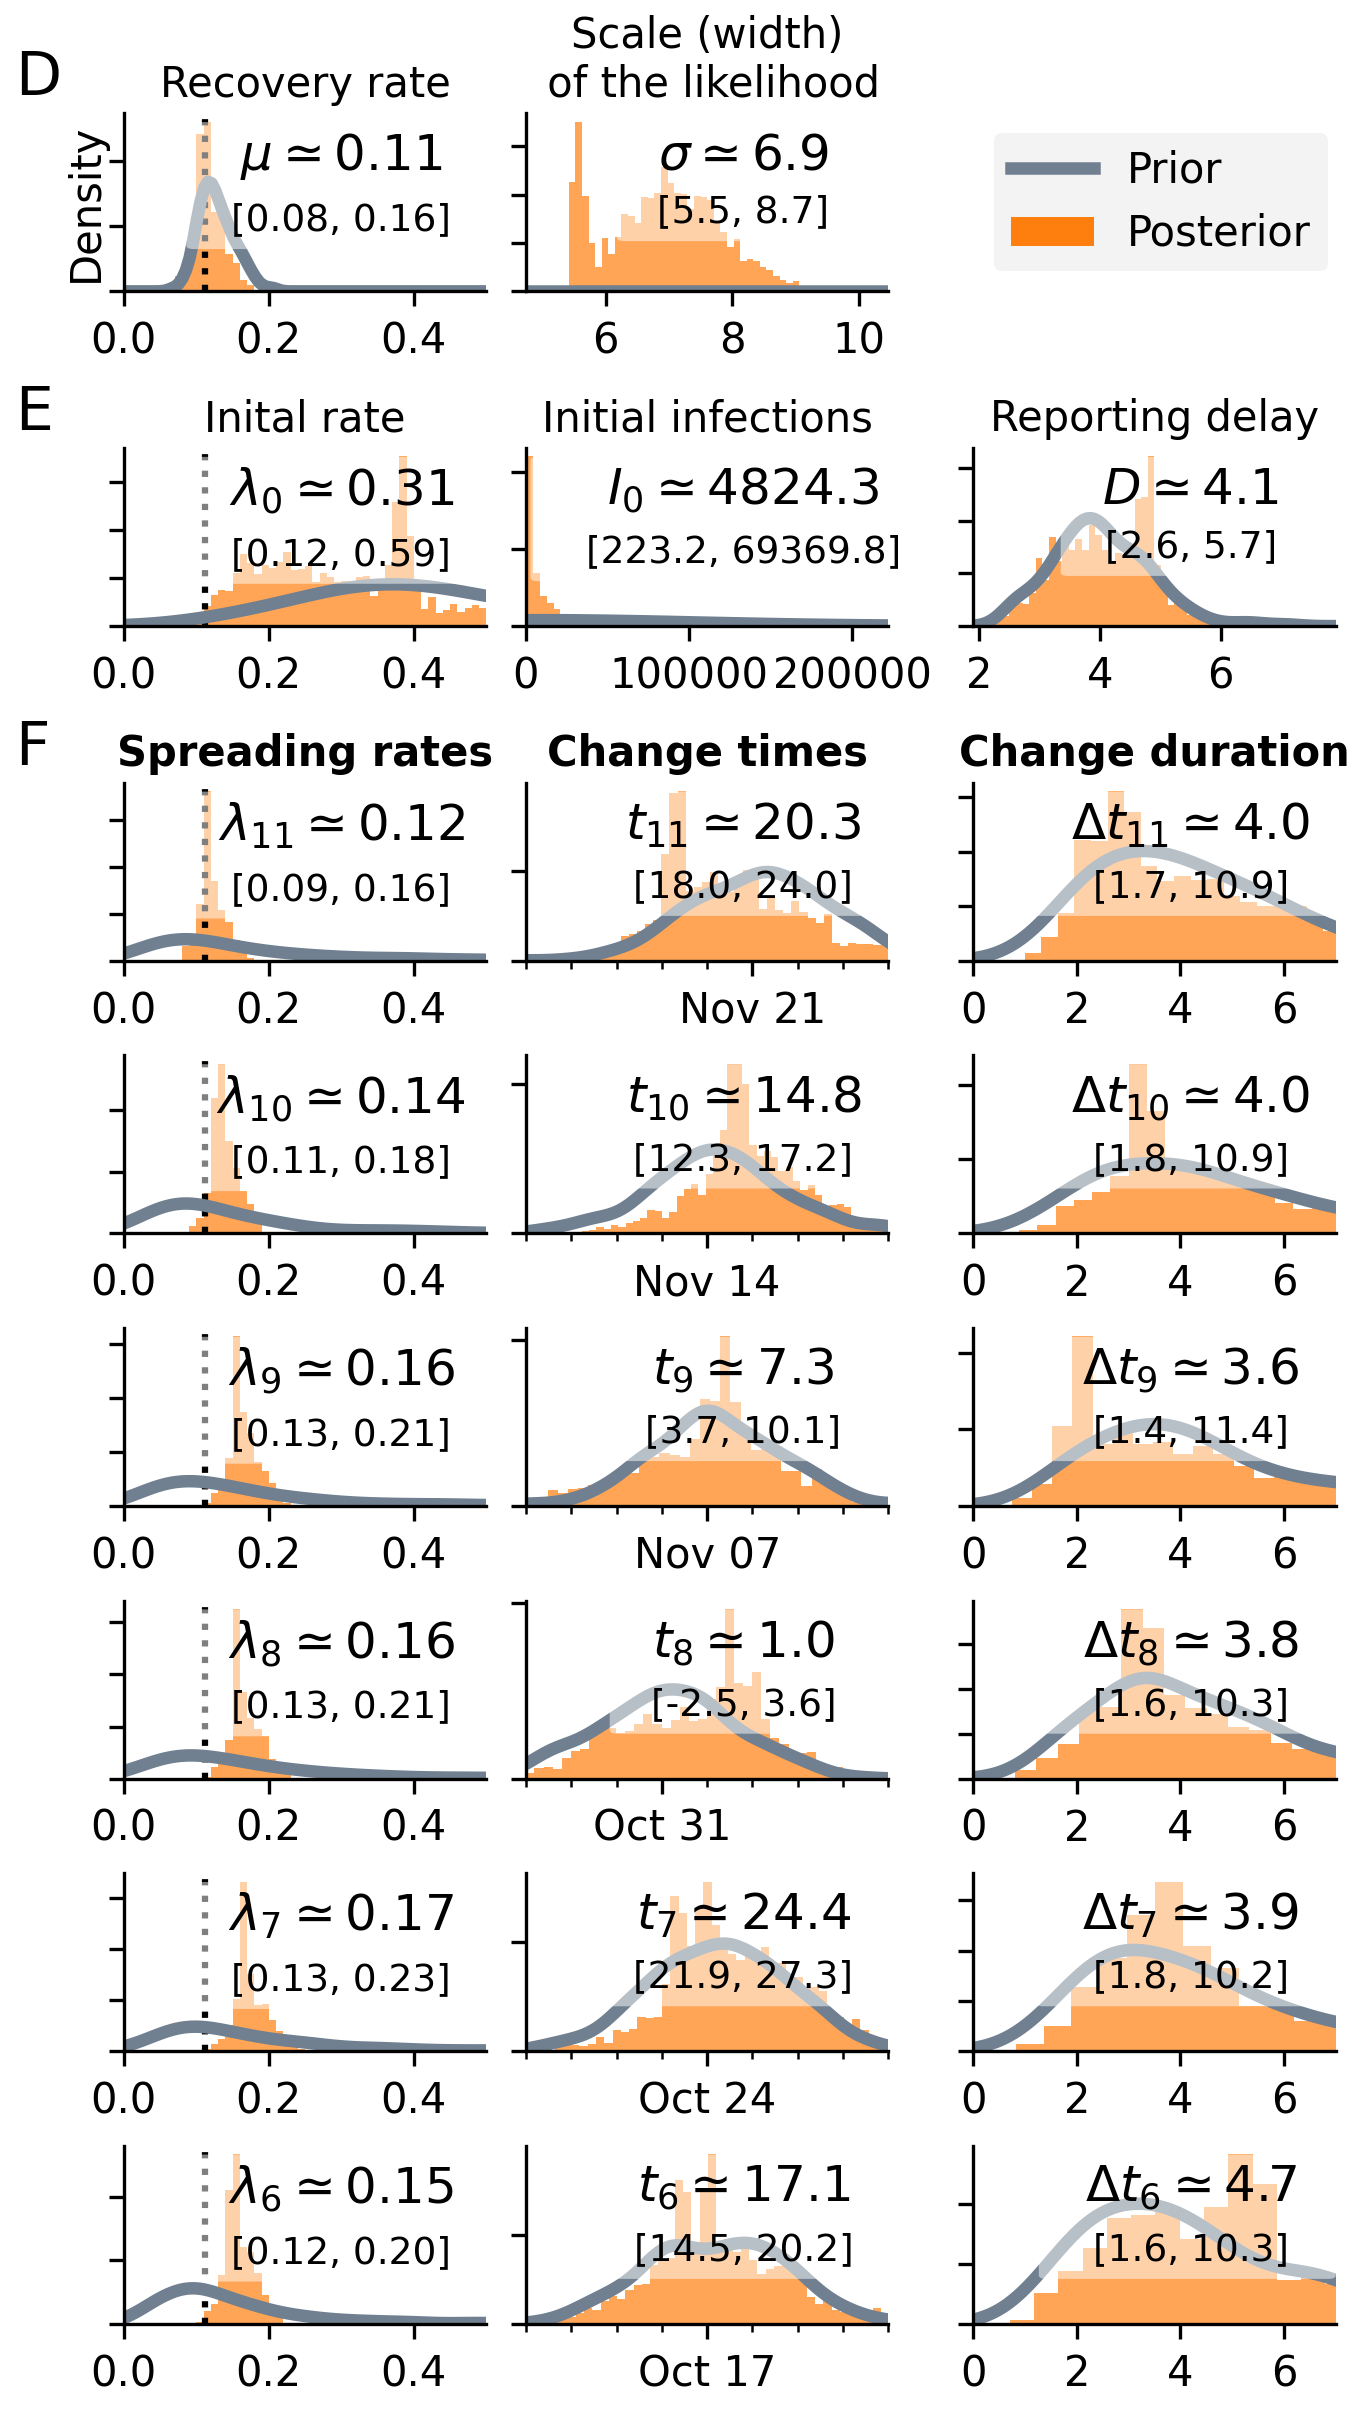 D
Recovery rate
Scale (width)
of the likelihood
Density
μ ≃ 0.11
[0.08, 0.16]
σ ≃ 6.9
[5.5, 8.7]
Prior
Posterior
0.0 0.2 0.4
6 8 10
E
Inital rate
Initial infections
Reporting delay
λ₀ ≃ 0.31
[0.12, 0.59]
I₀ ≃ 4824.3
[223.2, 69369.8]
D ≃ 4.1
[2.6, 5.7]
0.0 0.2 0.4
0 100000 200000
2 4 6
F
Spreading rates
Change times
Change duration
λ₁₁ ≃ 0.12
[0.09, 0.16]
t₁₁ ≃ 20.3
[18.0, 24.0]
Δt₁₁ ≃ 4.0
[1.7, 10.9]
0.0 0.2 0.4
Nov 21
0 2 4 6
λ₁₀ ≃ 0.14
[0.11, 0.18]
t₁₀ ≃ 14.8
[12.3, 17.2]
Δt₁₀ ≃ 4.0
[1.8, 10.9]
0.0 0.2 0.4
Nov 14
0 2 4 6
λ₉ ≃ 0.16
[0.13, 0.21]
t₉ ≃ 7.3
[3.7, 10.1]
Δt₉ ≃ 3.6
[1.4, 11.4]
0.0 0.2 0.4
Nov 07
0 2 4 6
λ₈ ≃ 0.16
[0.13, 0.21]
t₈ ≃ 1.0
[-2.5, 3.6]
Δt₈ ≃ 3.8
[1.6, 10.3]
0.0 0.2 0.4
Oct 31
0 2 4 6
λ₇ ≃ 0.17
[0.13, 0.23]
t₇ ≃ 24.4
[21.9, 27.3]
Δt₇ ≃ 3.9
[1.8, 10.2]
0.0 0.2 0.4
Oct 24
0 2 4 6
λ₆ ≃ 0.15
[0.12, 0.20]
t₆ ≃ 17.1
[14.5, 20.2]
Δt₆ ≃ 4.7
[1.6, 10.3]
0.0 0.2 0.4
Oct 17
0 2 4 6